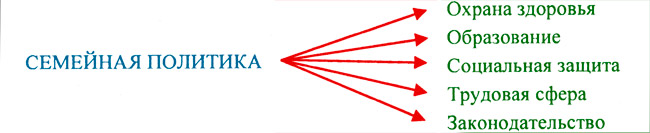 СЕМЕЙНАЯ ПОЛИТИКА
Охрана здоровья
Образование
Социальная защита
Трудовая сфера
Законодательство